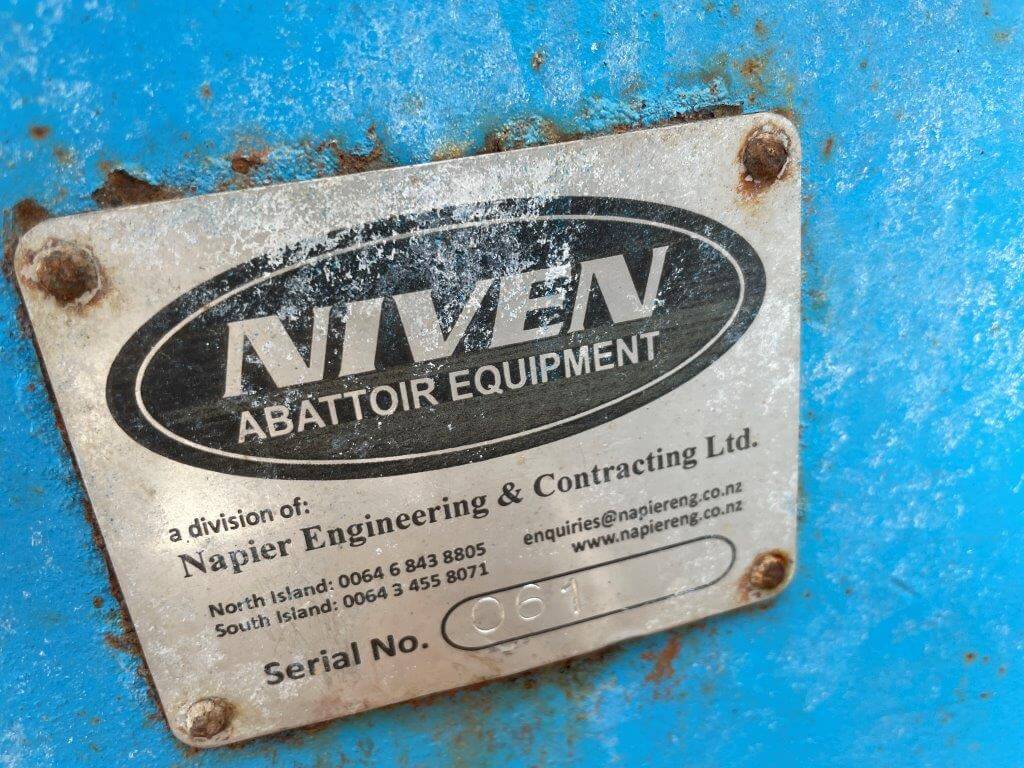 NIVEN
ABATTOIR EQUIPMENT
a division of:
Napier Engineering & Contracting Ltd.
North Island: 0064 6 843 8805
South Island: 0064 3 455 8071
enquiries@napiereng.co.nz
www.napiereng.co.nz
Serial No. 061